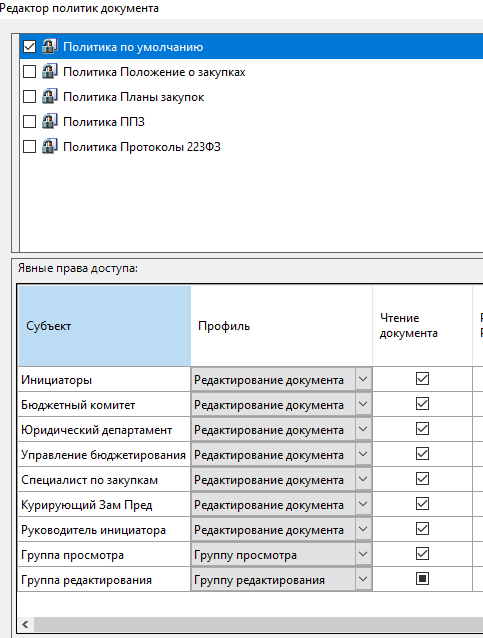 Редактор политик документа
Политика по умолчанию
Политика Положение о закупках
Политика Планы закупок
Политика ППЗ
Политика Протоколы 223ФЗ
Явные права доступа:
Субъект Профиль Чтение документа
Инициаторы Редактирование документа
Бюджетный комитет Редактирование документа
Юридический департамент Редактирование документа
Управление бюджетирования Редактирование документа
Специалист по закупкам Редактирование документа
Курирующий Зам Пред Редактирование документа
Руководитель инициатора Редактирование документа
Группа просмотра Группу просмотра
Группа редактирования Группу редактирования